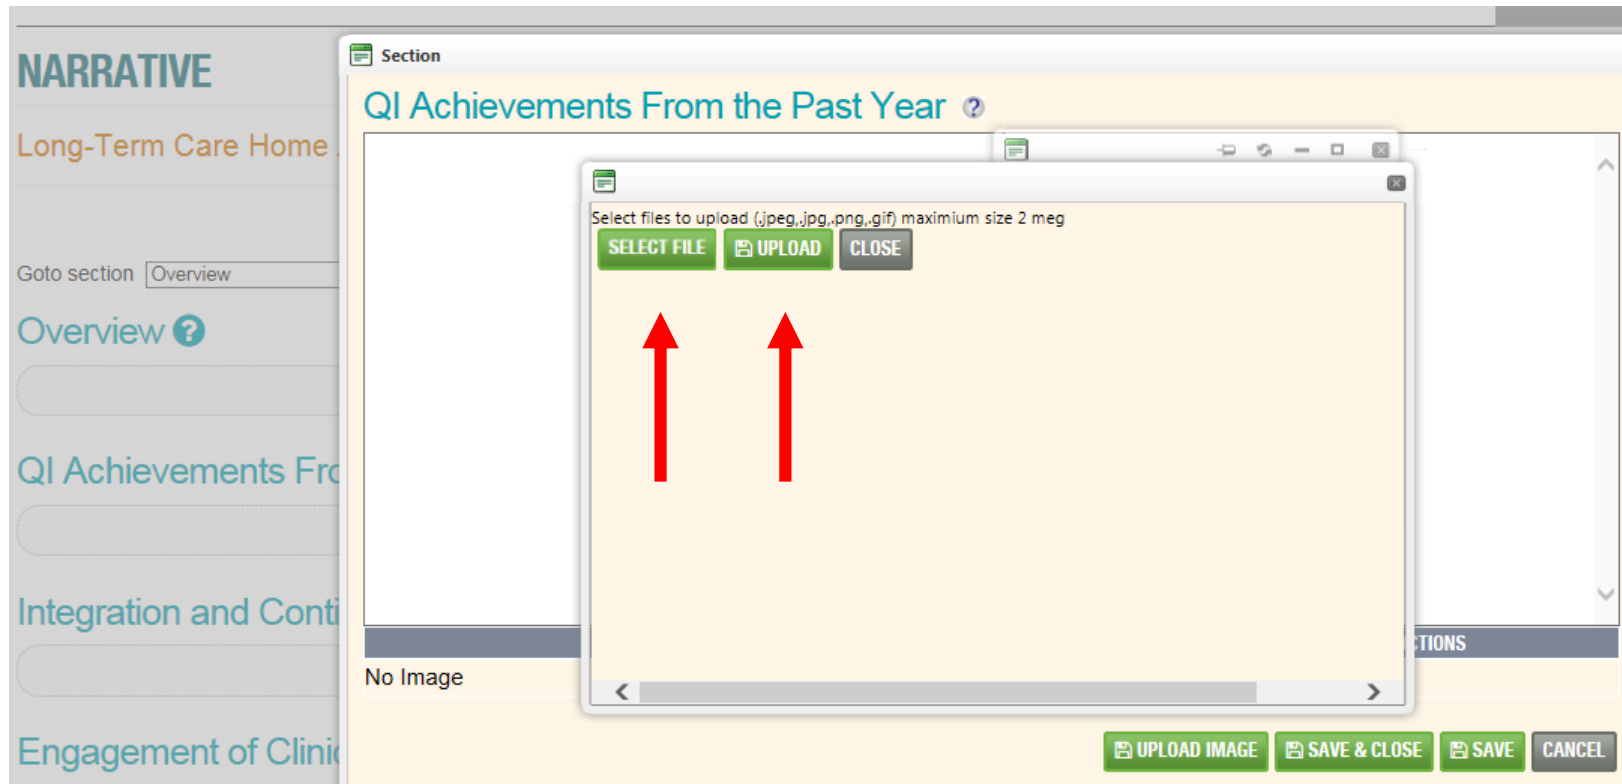 NARRATIVE
Long-Term Care Home
Goto section Overview
Overview
QI Achievements Fro
Integration and Conti
Engagement of Clinic
Section
QI Achievements From the Past Year
Select files to upload (.jpeg,.jpg,.png,.gif) maximium size 2 meg
SELECT FILE UPLOAD CLOSE
CTIONS
No Image
UPLOAD IMAGE SAVE & CLOSE SAVE CANCEL